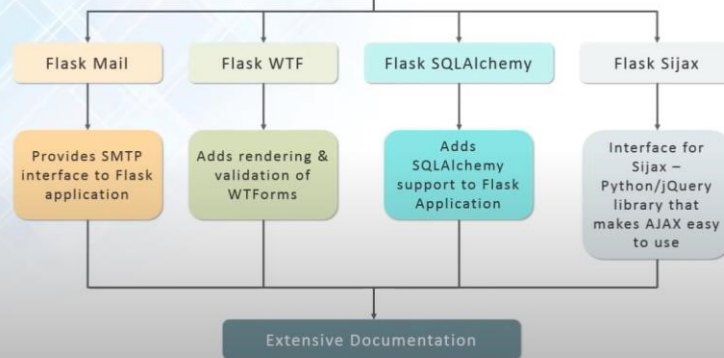 Flask Mail
Flask WTF
Flask SQLAlchemy
Flask Sijax
Provides SMTP
interface to Flask
application
Adds rendering &
validation of
WTForms
Adds
SQLAlchemy
support to Flask
Application
Interface for
Sijax –
Python/jQuery
library that
makes AJAX easy
to use
Extensive Documentation